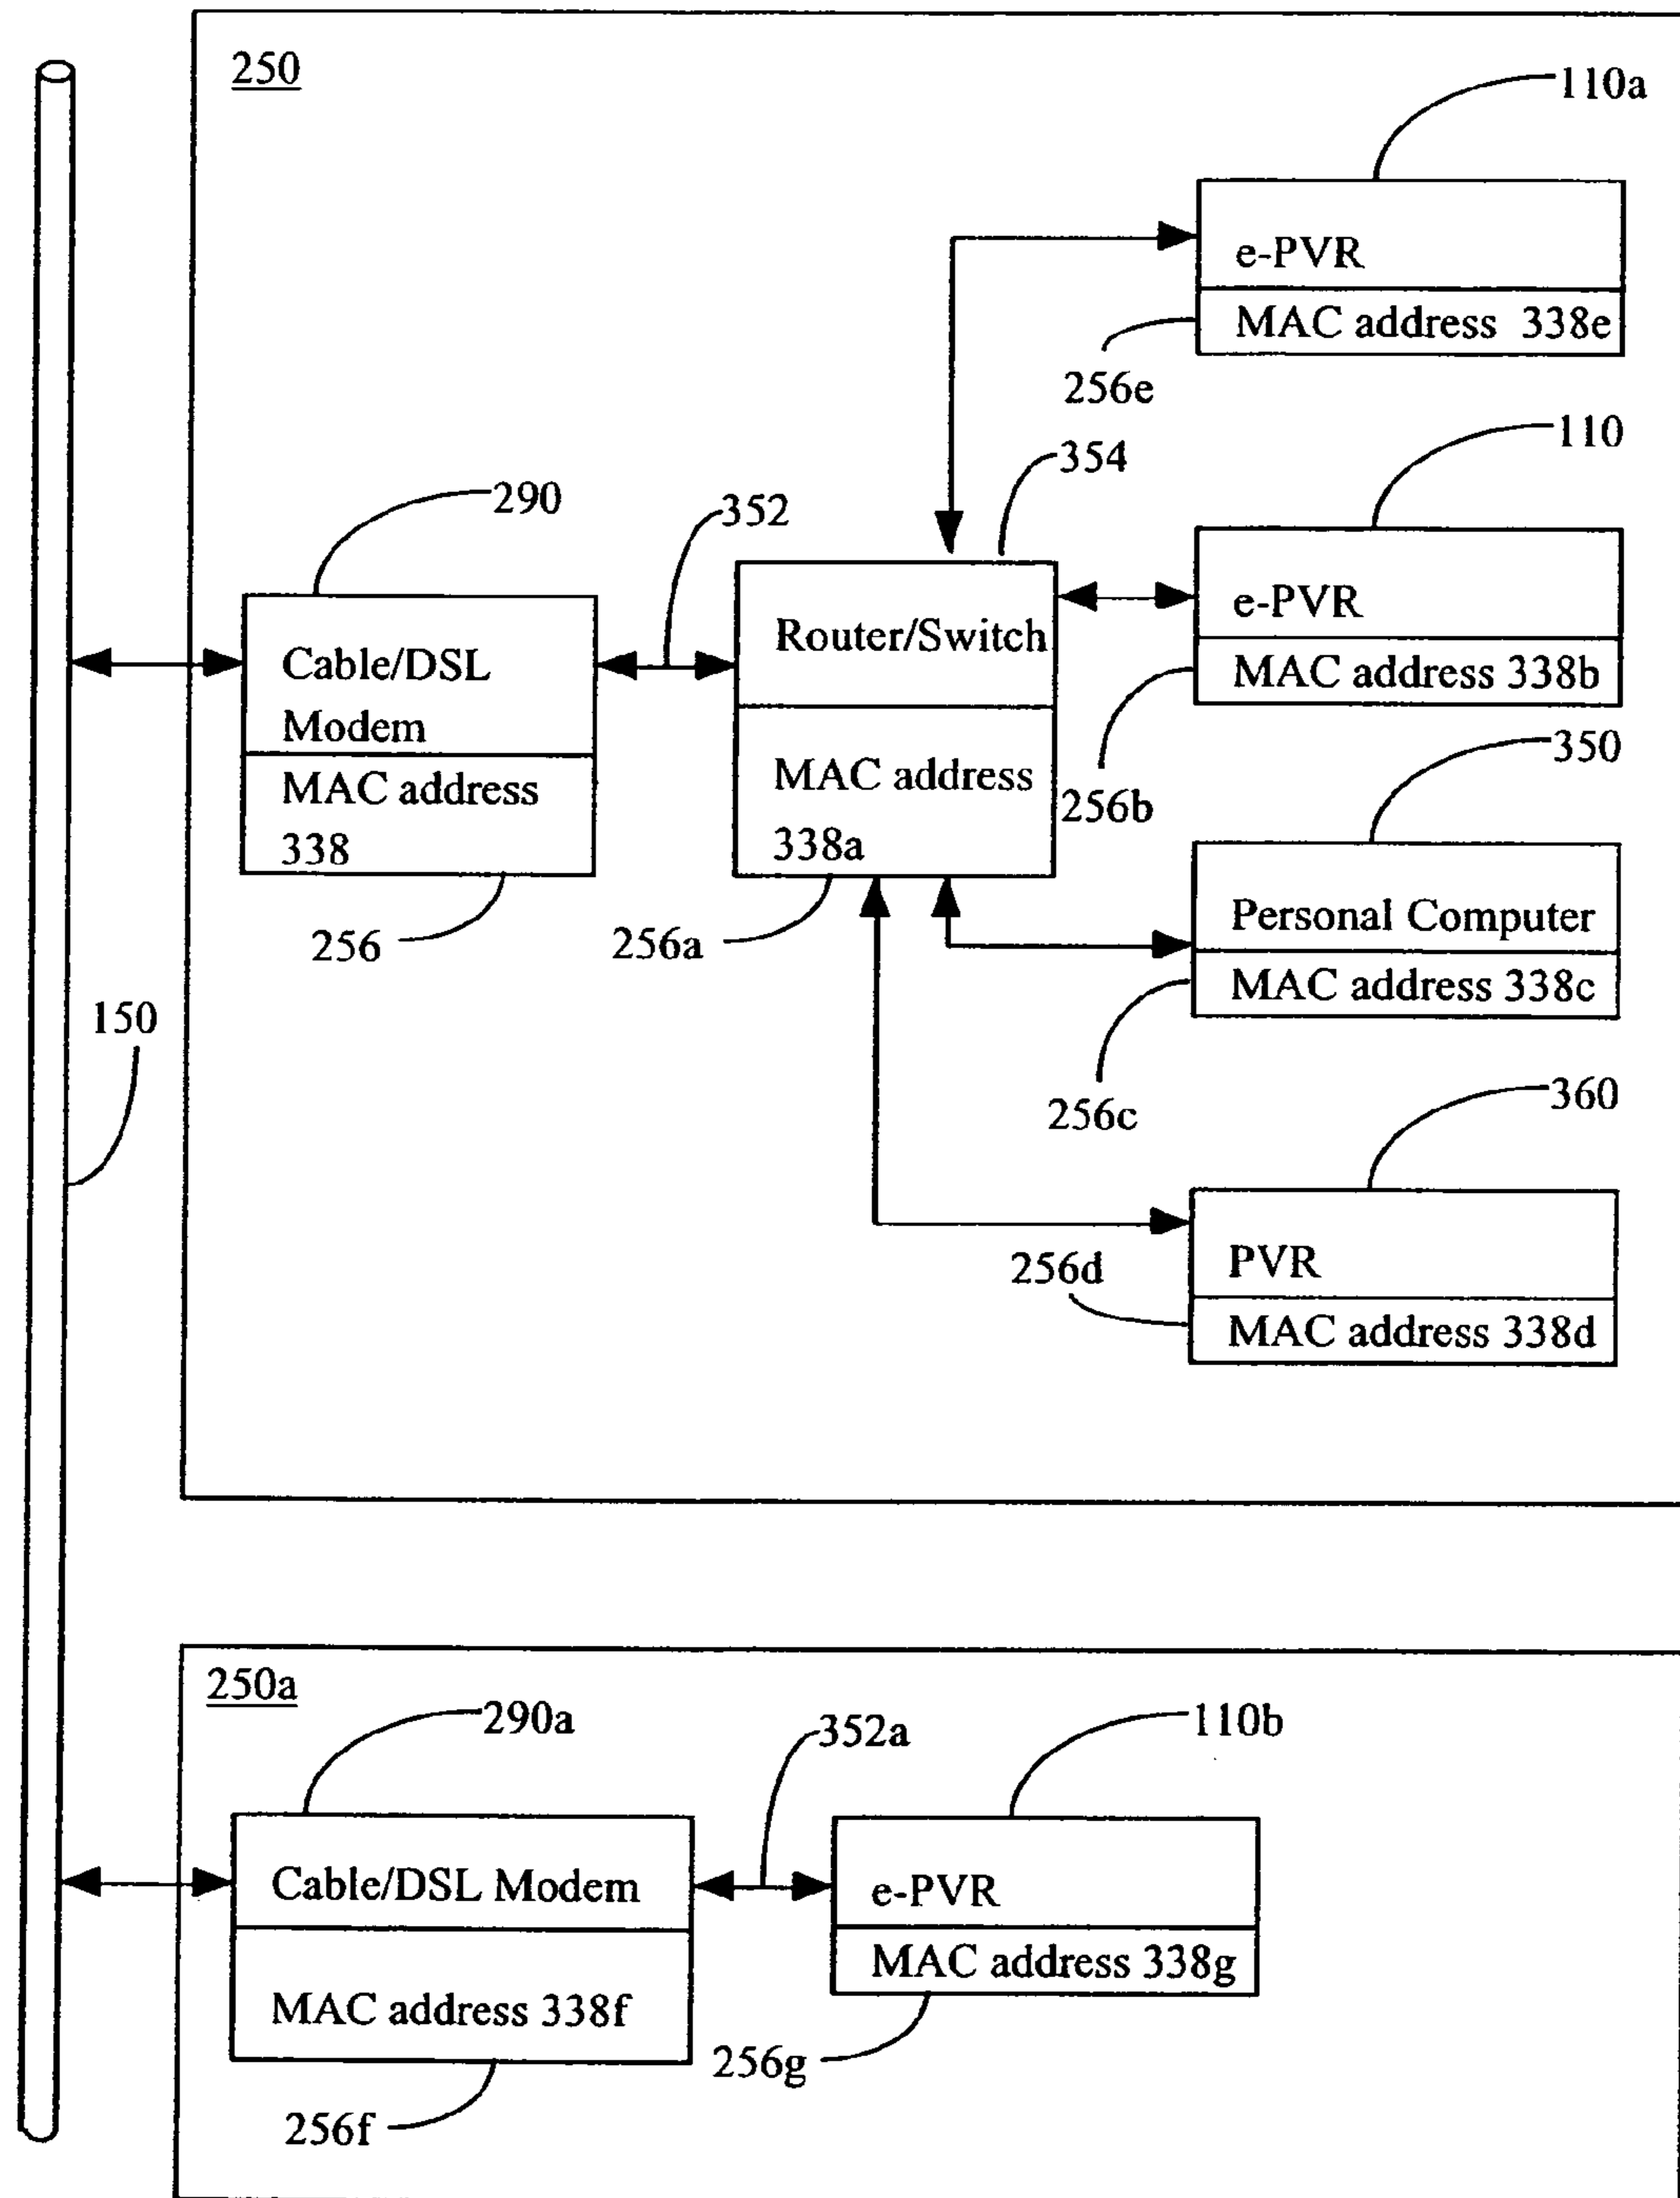 250
110a
e-PVR
MAC address 338e
256e
110
354
290
352
e-PVR
Router/Switch
Cable/DSL
Modem
MAC address 338b
350
MAC address
338
MAC address
338a
256b
Personal Computer
256
256a
MAC address 338c
150
360
256c
256d
PVR
MAC address 338d
250a
290a
352a
110b
Cable/DSL Modem
e-PVR
MAC address 338g
MAC address 338f
256g
256f